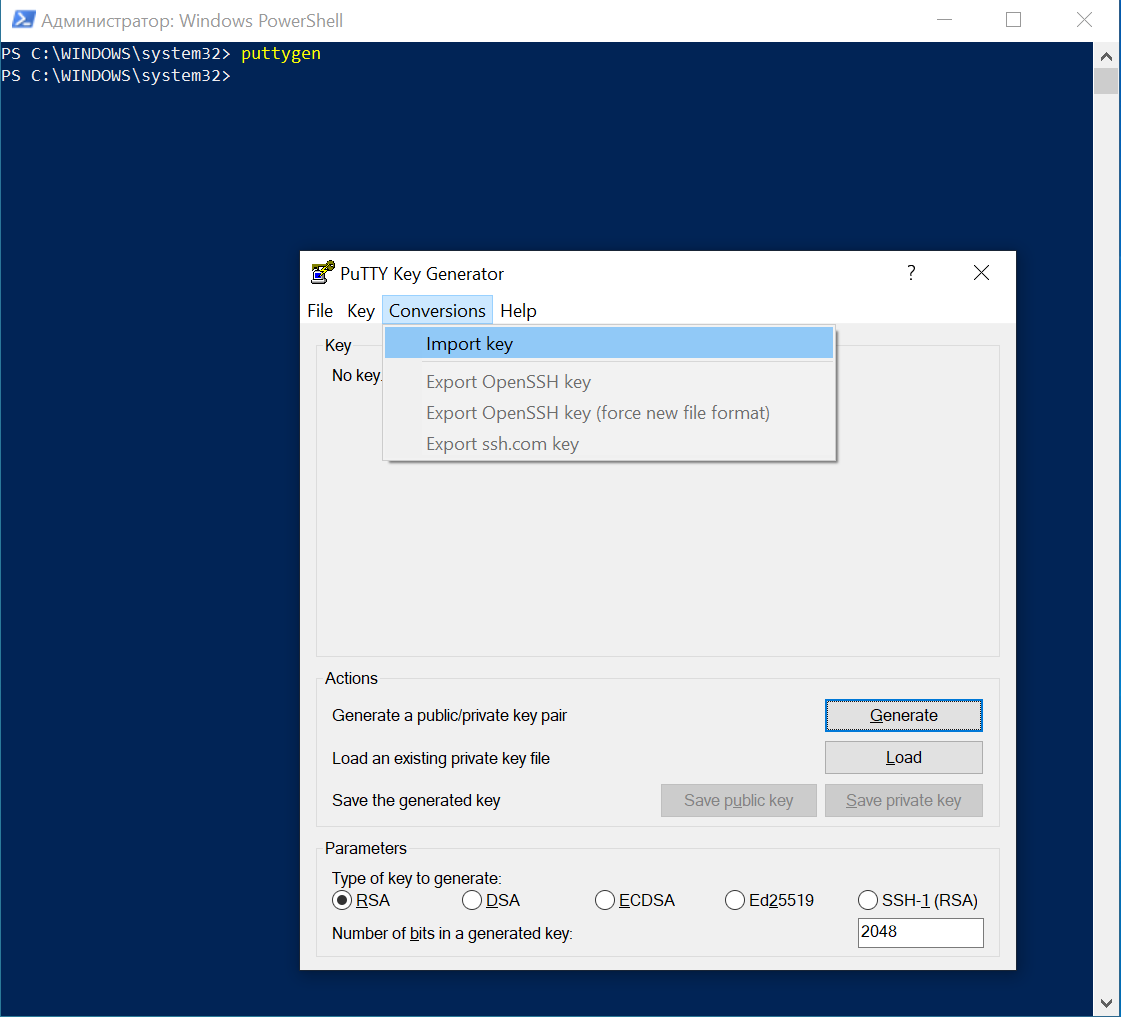 Администратор: Windows PowerShell
PS C:\WINDOWS\system32> puttygen
PS C:\WINDOWS\system32>
PuTTY Key Generator
?
File Key Conversions Help
Import key
Export OpenSSH key
Export OpenSSH key (force new file format)
Export ssh.com key
Key
No key.
Actions
Generate a public/private key pair
Generate
Load an existing private key file
Load
Save the generated key
Save public key
Save private key
Parameters
Type of key to generate:
RSA DSA ECDSA Ed25519 SSH-1 (RSA)
Number of bits in a generated key:
2048